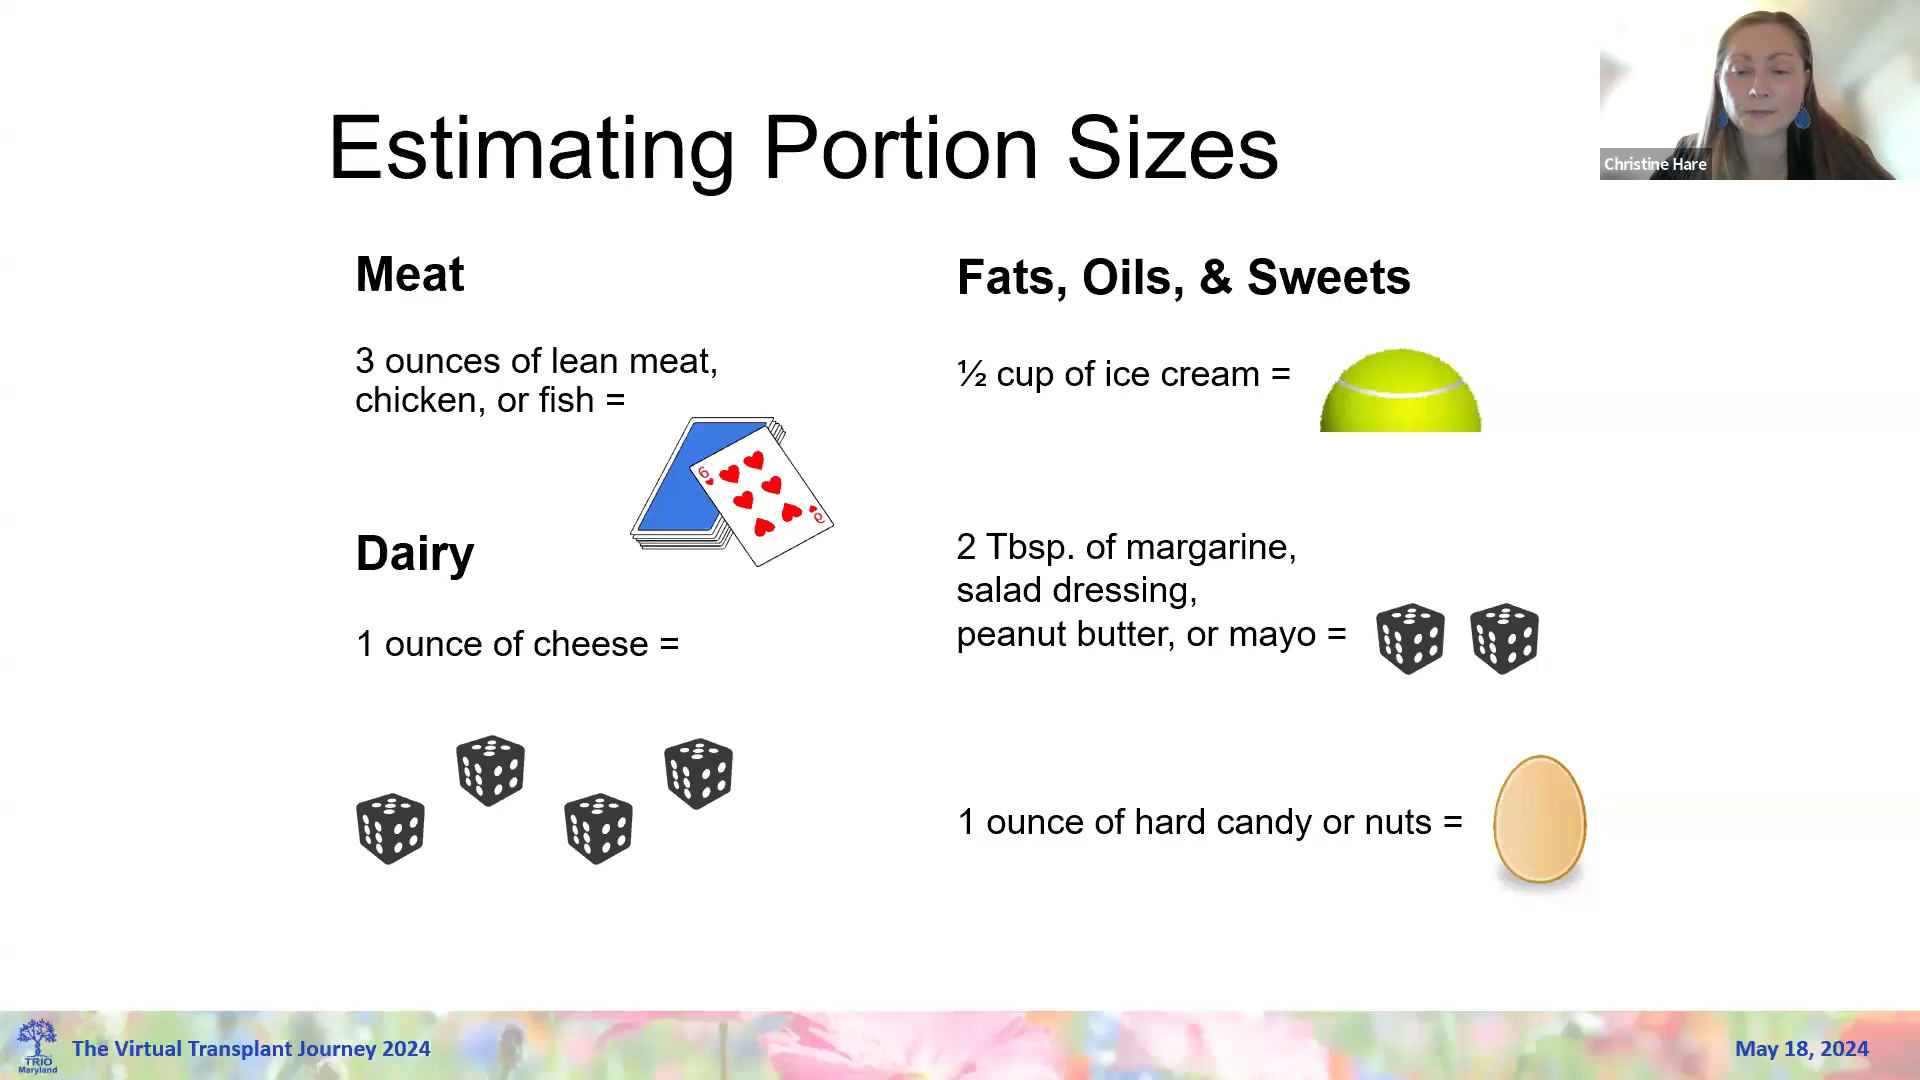 Estimating Portion Sizes
Christine Hare
Meat
3 ounces of lean meat,
chicken, or fish =
6
6
Dairy
1 ounce of cheese =
Fats, Oils, & Sweets
½ cup of ice cream =
2 Tbsp. of margarine,
salad dressing,
peanut butter, or mayo =
1 ounce of hard candy or nuts =
TRIO
Maryland
The Virtual Transplant Journey 2024
May 18, 2024